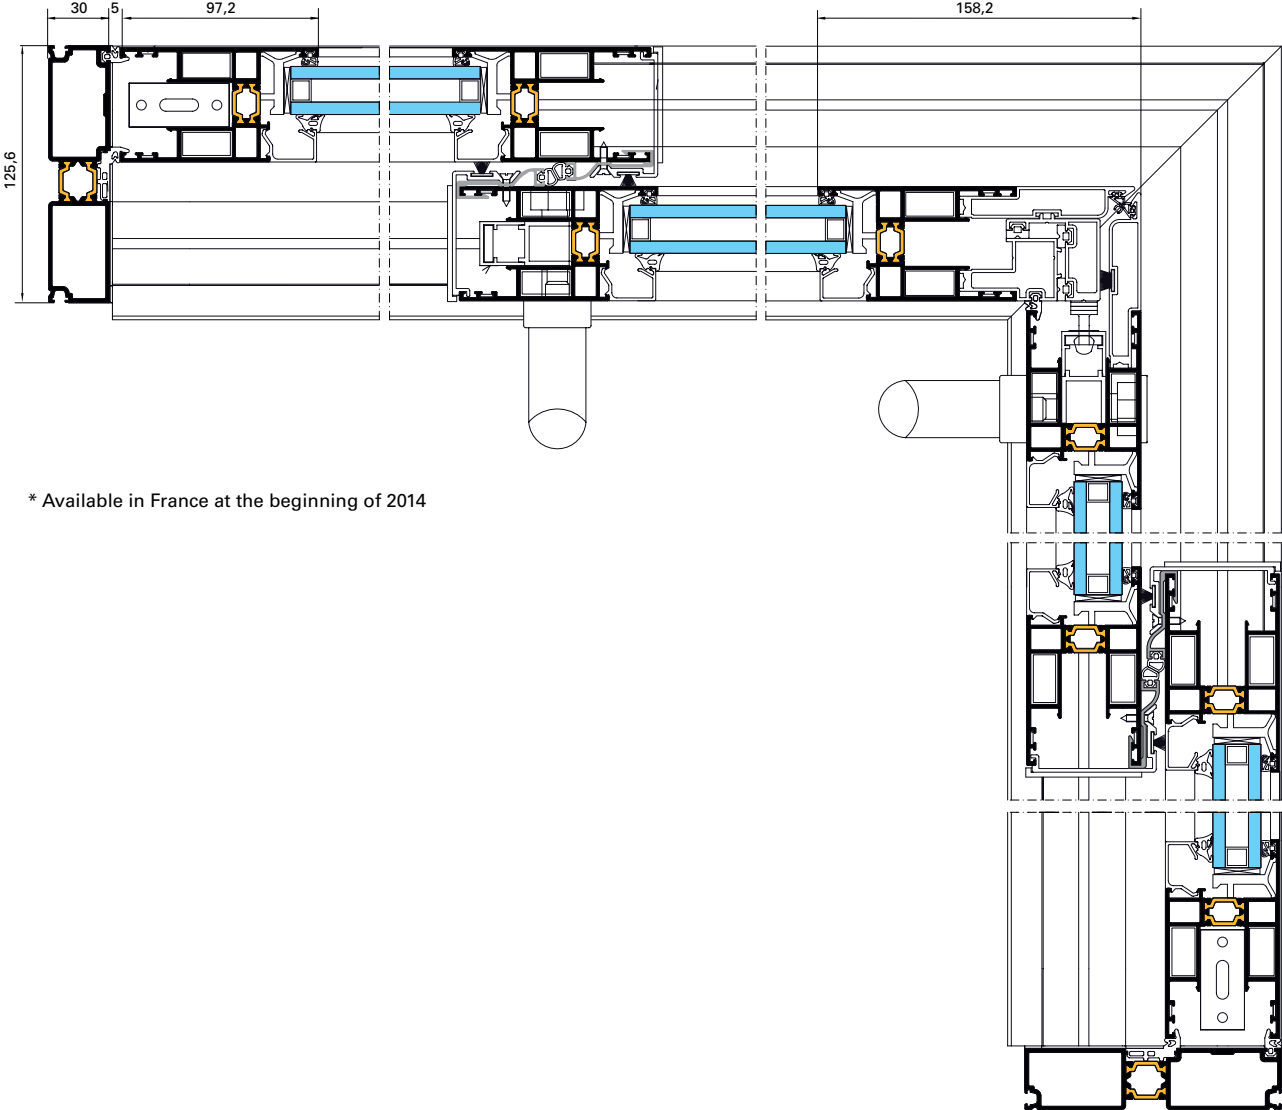 30 5 97,2 158,2
125,6
* Available in France at the beginning of 2014